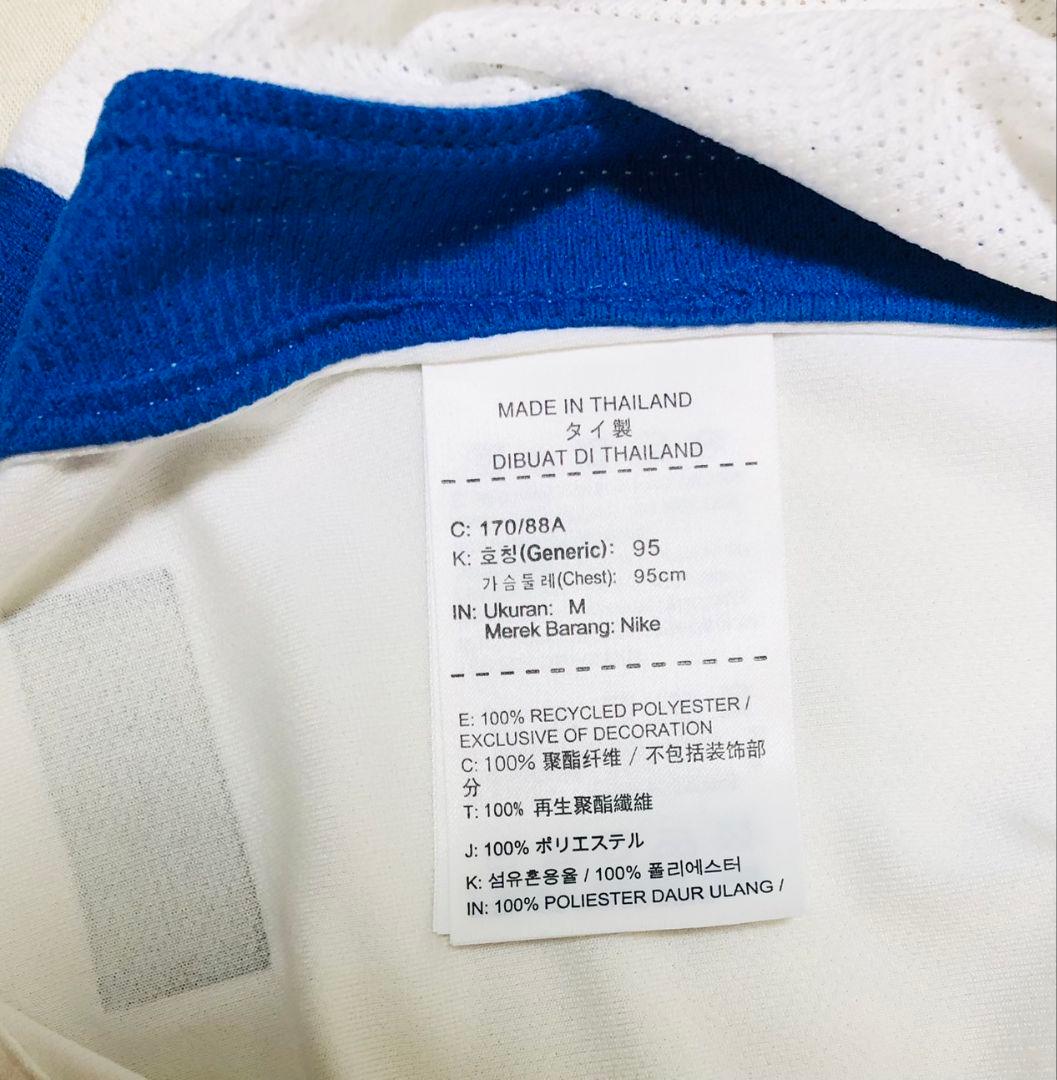 MADE IN THAILAND
タイ製
DIBUAT DI THAILAND
C: 170/88A
K: 호칭(Generic): 95
가슴둘레(Chest): 95cm
IN: Ukuran: M
Merek Barang: Nike
E: 100% RECYCLED POLYESTER /
EXCLUSIVE OF DECORATION
C: 100% 聚酯纤维 / 不包括装饰部
分
T: 100% 再生聚酯纖維
J: 100% ポリエステル
K: 섬유혼용율 / 100% 폴리에스터
IN: 100% POLIESTER DAUR ULANG /